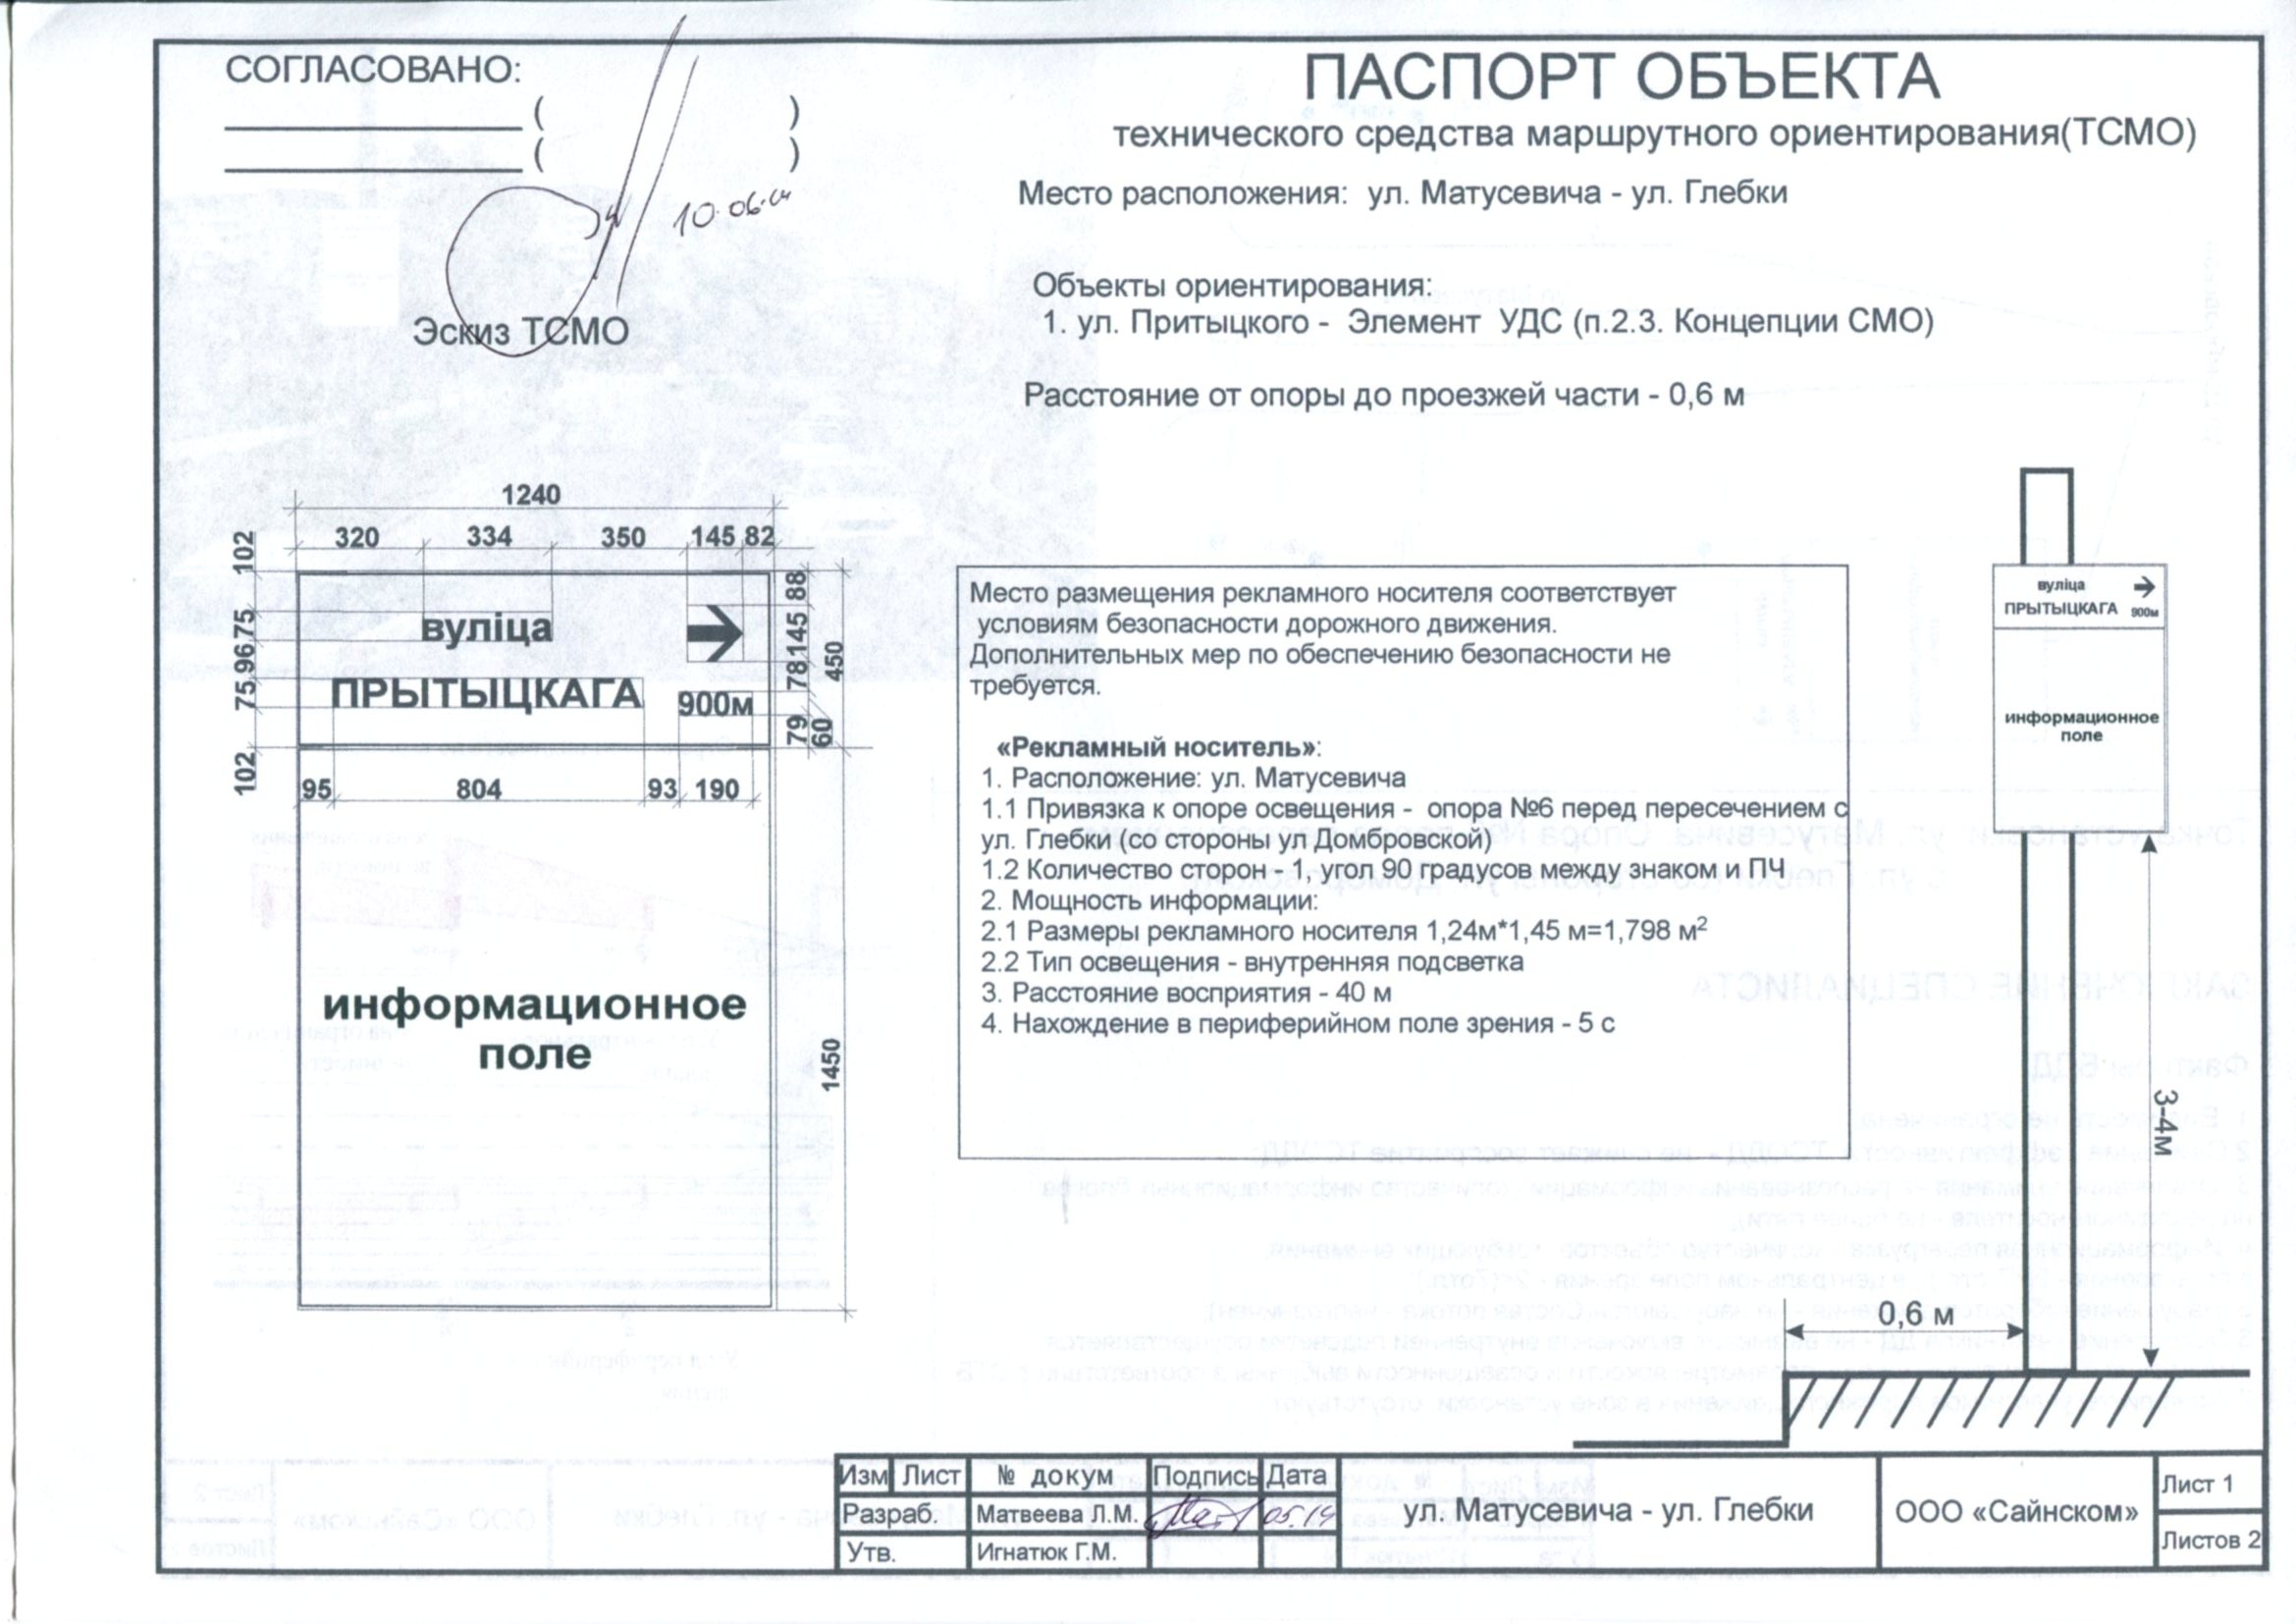 СОГЛАСОВАНО:
( )
( )
10.06.14
Эскиз ТСМО
ПАСПОРТ ОБЪЕКТА
технического средства маршрутного ориентирования(ТСМО)
Место расположения: ул. Матусевича - ул. Глебки
Объекты ориентирования:
1. ул. Притыцкого - Элемент УДС (п.2.3. Концепции СМО)
Расстояние от опоры до проезжей части - 0,6 м
1240
320 334 350 145 82
102 75 96 75 102
88 145 78 79 60 450
вуліца
ПРЫТЫЦКАГА 900м
95 804 93 190
информационное
поле
1450
Место размещения рекламного носителя соответствует
условиям безопасности дорожного движения.
Дополнительных мер по обеспечению безопасности не
требуется.
«Рекламный носитель»:
1. Расположение: ул. Матусевича
1.1 Привязка к опоре освещения - опора №6 перед пересечением с
ул. Глебки (со стороны ул.Домбровской)
1.2 Количество сторон - 1, угол 90 градусов между знаком и ПЧ
2. Мощность информации:
2.1 Размеры рекламного носителя 1,24м*1,45 м=1,798 м²
2.2 Тип освещения - внутренняя подсветка
3. Расстояние восприятия - 40 м
4. Нахождение в периферийном поле зрения - 5 с
вуліца
ПРЫТЫЦКАГА 900м
информационное
поле
3-4м
0,6 м
Изм Лист № докум Подпись Дата
Разраб. Матвеева Л.М.
Утв. Игнатюк Г.М.
ул. Матусевича - ул. Глебки
ООО «Сайнском»
Лист 1
Листов 2